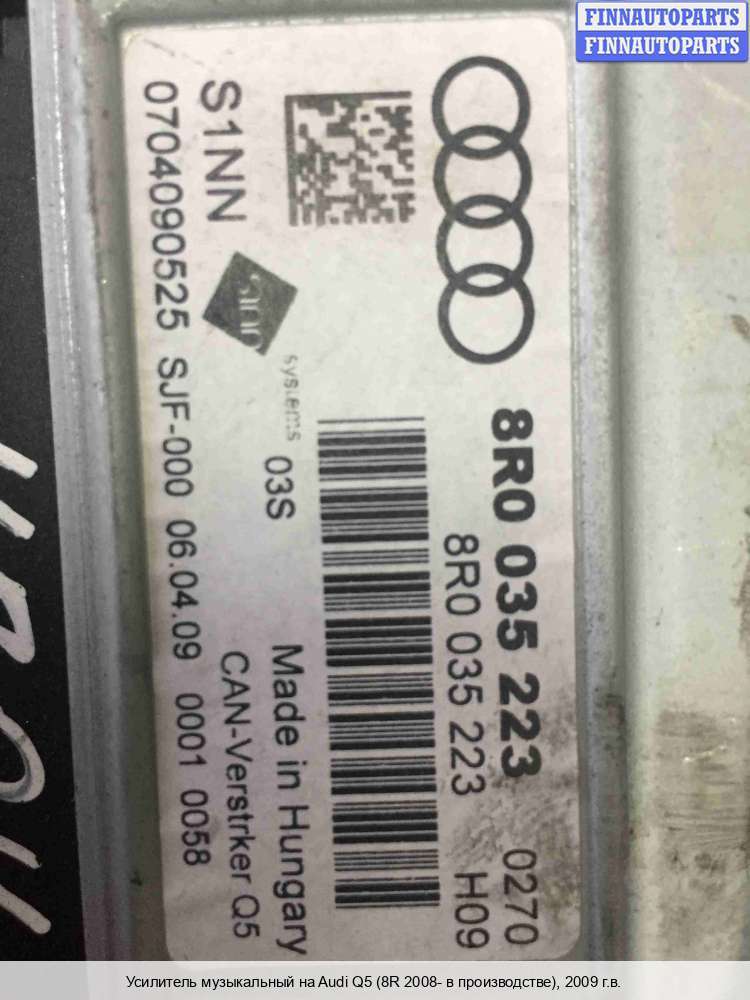 FINNAUTOPARTS
FINNAUTOPARTS
8R0 035 223 0270
8R0 035 223 H09
systems
03S Made in Hungary
S1NN CAN-Verstrker Q5
0704090525 SJF-000 06.04.09 0001 0058
Усилитель музыкальный на Audi Q5 (8R 2008- в производстве), 2009 г.в.